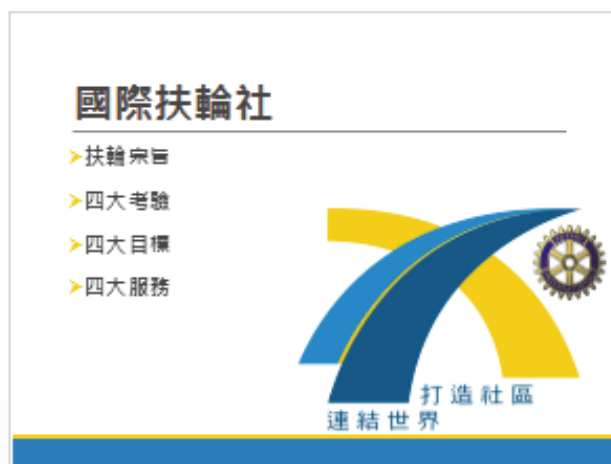 國際扶輪社
扶輪宗旨
四大考驗
四大目標
四大服務
打造社區
連結世界